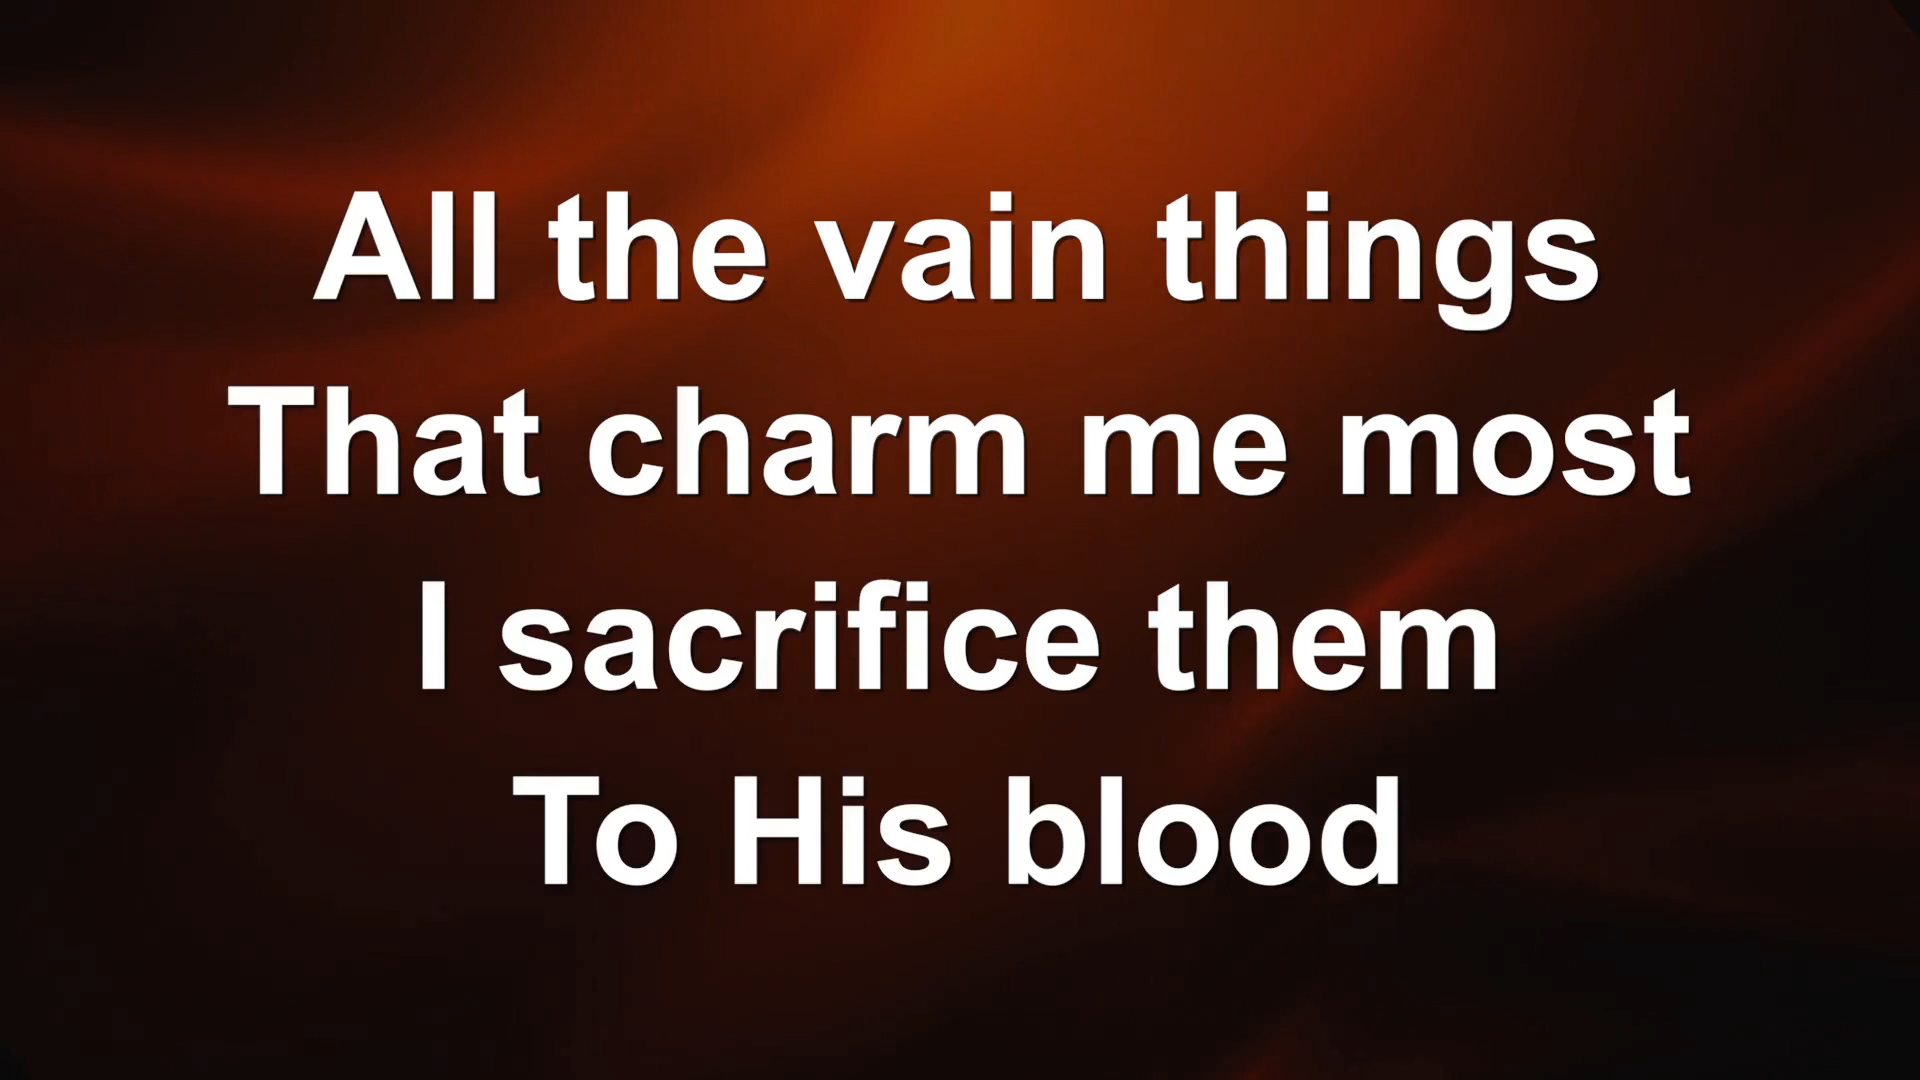 All the vain things
That charm me most
I sacrifice them
To His blood